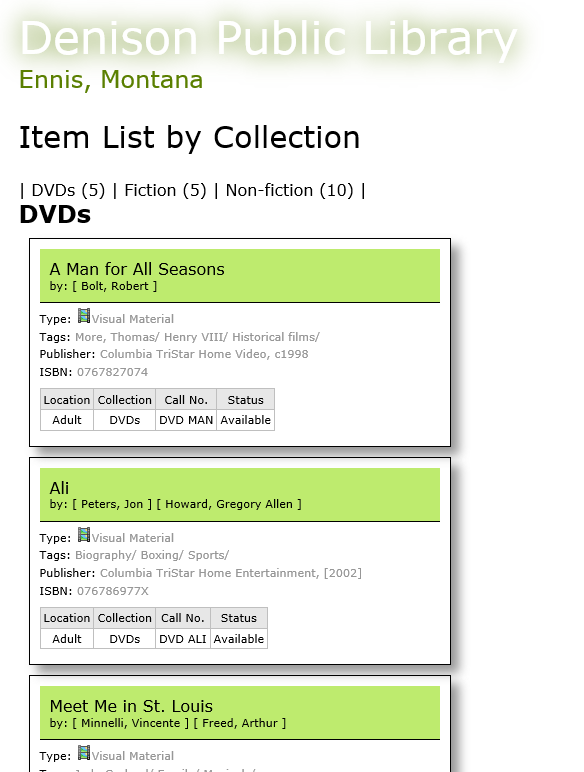 Denison Public Library
Ennis, Montana
Item List by Collection
| DVDs (5) | Fiction (5) | Non-fiction (10) |
DVDs
A Man for All Seasons
by: [ Bolt, Robert ]
Type: Visual Material
Tags: More, Thomas/ Henry VIII/ Historical films/
Publisher: Columbia TriStar Home Video, c1998
ISBN: 0767827074
Location Collection Call No. Status
Adult DVDs DVD MAN Available
Ali
by: [ Peters, Jon ] [ Howard, Gregory Allen ]
Type: Visual Material
Tags: Biography/ Boxing/ Sports/
Publisher: Columbia TriStar Home Entertainment, [2002]
ISBN: 076786977X
Location Collection Call No. Status
Adult DVDs DVD ALI Available
Meet Me in St. Louis
by: [ Minnelli, Vincente ] [ Freed, Arthur ]
Type: Visual Material